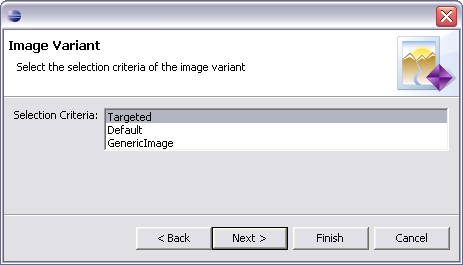 Image Variant
Select the selection criteria of the image variant
Selection Criteria:
Targeted
Default
GenericImage
< Back
Next >
Finish
Cancel